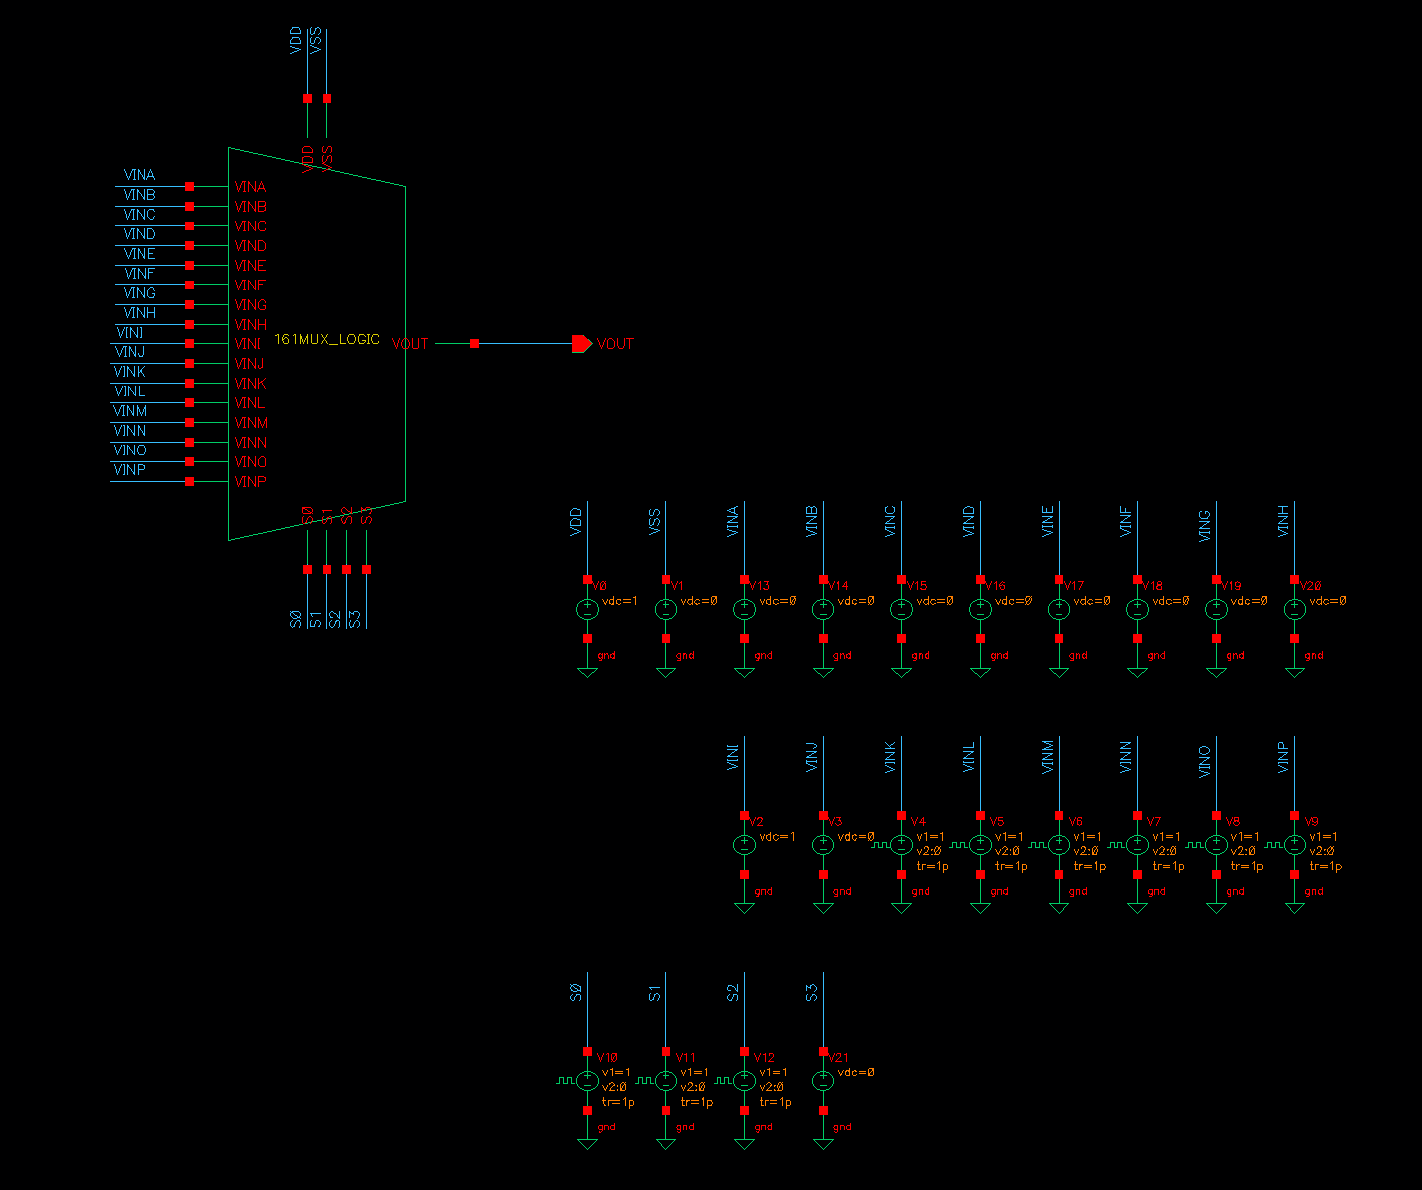 VDD
VSS
VDD
VSS
VINA
VINA
VINB
VINB
VINC
VINC
VIND
VIND
VINE
VINE
VINF
VINF
VING
VING
VINH
VINH
VINI
VINI
VINJ
VINJ
VINK
VINK
VINL
VINL
VINM
VINM
VINN
VINN
VINO
VINO
VINP
VINP
161MUX_LOGIC
VOUT
VOUT
S0 S1 S2 S3
S0 S1 S2 S3
VDD VSS VINA VINB VINC VIND VINE VINF VING VINH
V0 V1 V13 V14 V15 V16 V17 V18 V19 V20
vdc=1 vdc=0 vdc=0 vdc=0 vdc=0 vdc=0 vdc=0 vdc=0 vdc=0 vdc=0
gnd gnd gnd gnd gnd gnd gnd gnd gnd gnd
VINI VINJ VINK VINL VINM VINN VINO VINP
V2 V3 V4 V5 V6 V7 V8 V9
vdc=1 vdc=0 v1=1 v1=1 v1=1 v1=1 v1=1 v1=1
v2:0 v2:0 v2:0 v2:0 v2:0 v2:0
tr=1p tr=1p tr=1p tr=1p tr=1p tr=1p
gnd gnd gnd gnd gnd gnd gnd gnd
S0 S1 S2 S3
V10 V11 V12 V21
v1=1 v1=1 v1=1 vdc=0
v2:0 v2:0 v2:0
tr=1p tr=1p tr=1p
gnd gnd gnd gnd